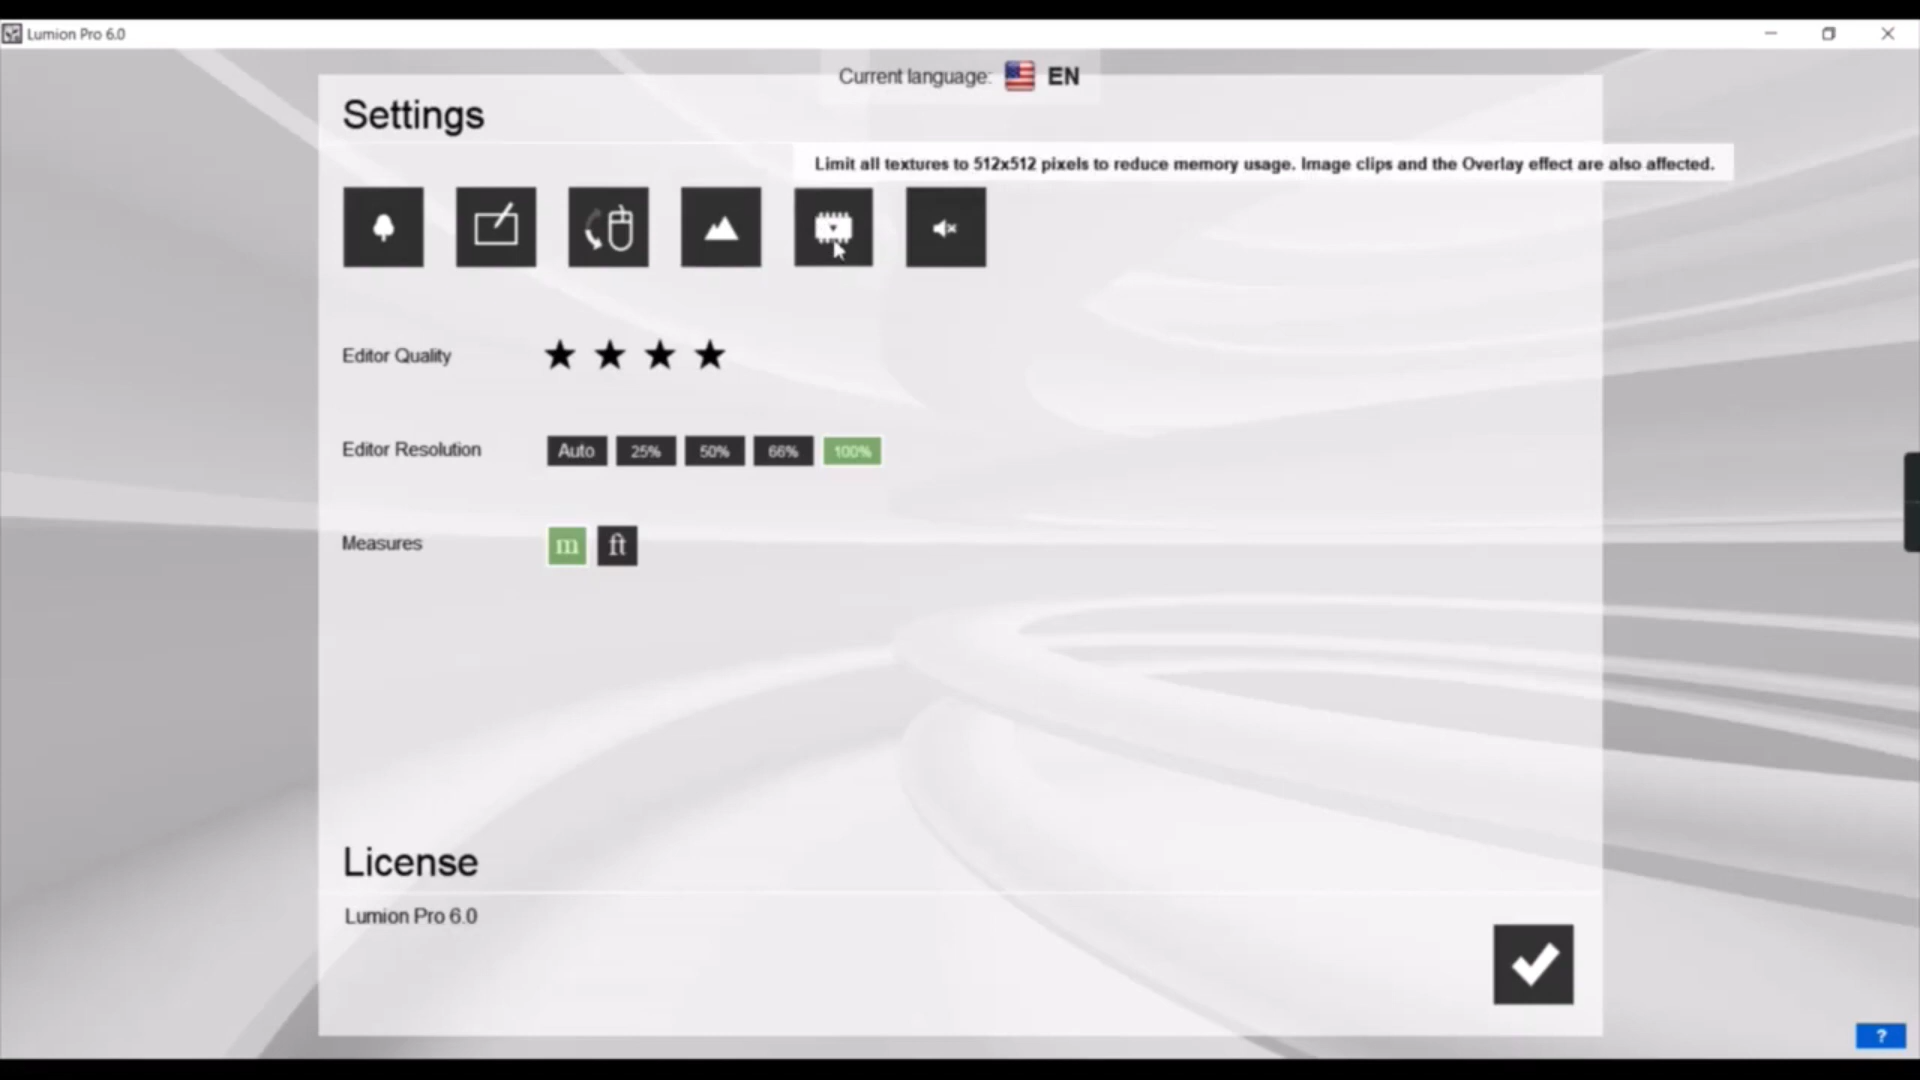 Lumion Pro 6.0
Current language: EN
Settings
Limit all textures to 512x512 pixels to reduce memory usage. Image clips and the Overlay effect are also affected.
Editor Quality
Editor Resolution Auto 25% 50% 66% 100%
Measures m ft
License
Lumion Pro 6.0
?